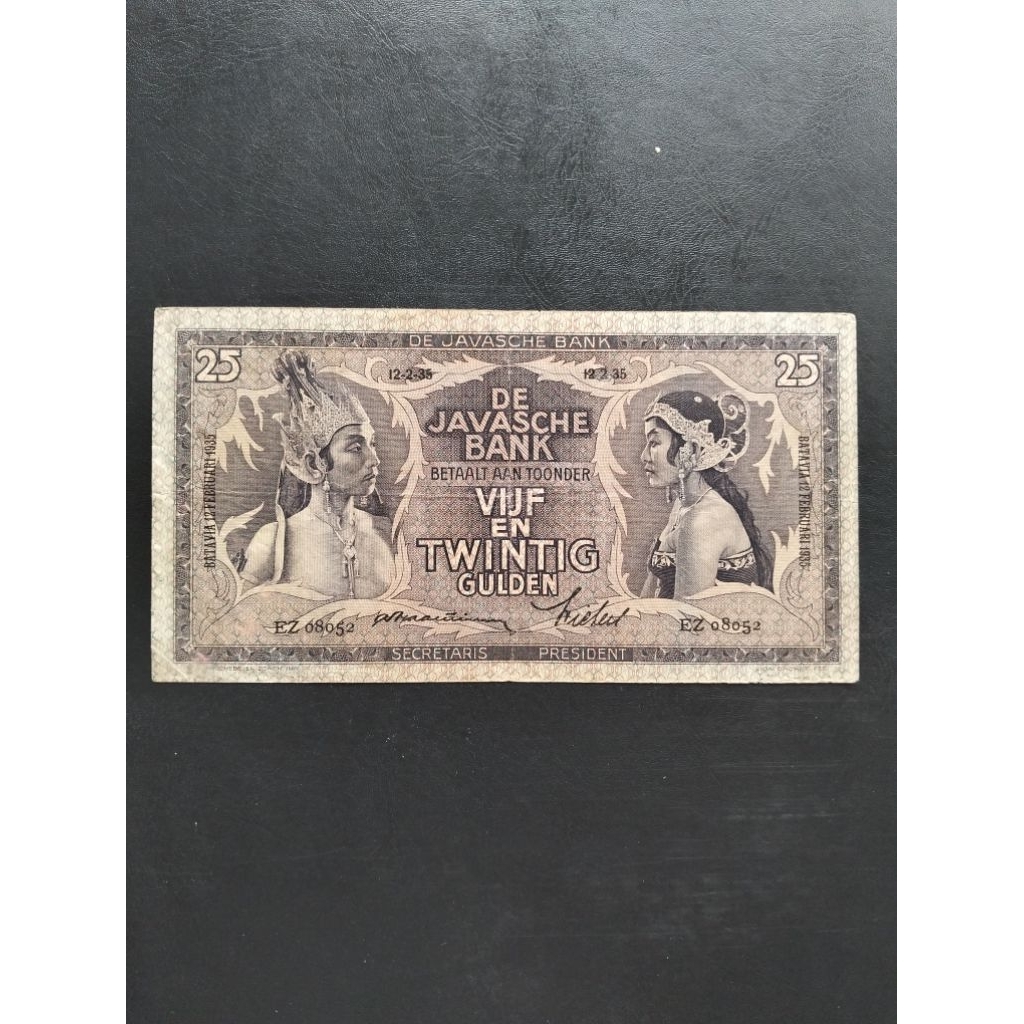 DE JAVASCHE BANK
25
25
12-2-35
12 2 35
DE
JAVASCHE
BANK
BETAALT AAN TOONDER
VIJF
EN
TWINTIG
GULDEN
BATAVIA 12 FEBRUARI 1935
BATAVIA 12 FEBRUARI 1935
EZ 08052
EZ 08052
SECRETARIS
PRESIDENT